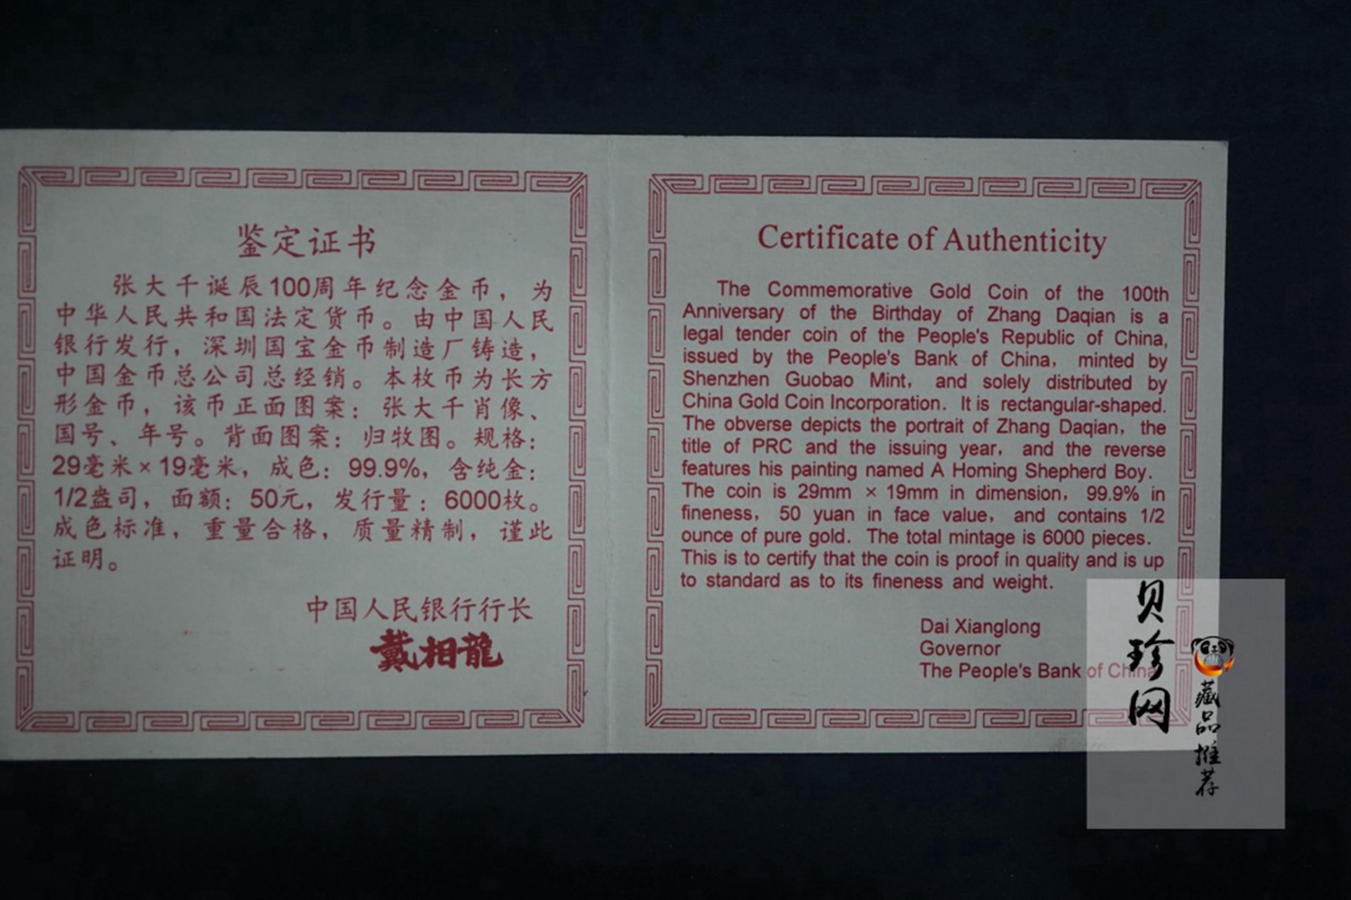 鉴定证书
张大千诞辰100周年纪念金币，为
中华人民共和国法定货币。由中国人民
银行发行，深圳国宝金币制造厂铸造，
中国金币总公司总经销。本枚币为长方
形金币，该币正面图案：张大千肖像、
国号、年号。背面图案：归牧图。规格：
29毫米×19毫米，成色：99.9%，含纯金：
1/2盎司，面额：50元，发行量：6000枚。
成色标准，重量合格，质量精制，谨此
证明。
中国人民银行行长
戴相龍
Certificate of Authenticity
The Commemorative Gold Coin of the 100th
Anniversary of the Birthday of Zhang Daqian is a
legal tender coin of the People's Republic of China,
issued by the People's Bank of China, minted by
Shenzhen Guobao Mint, and solely distributed by
China Gold Coin Incorporation. It is rectangular-shaped.
The obverse depicts the portrait of Zhang Daqian, the
title of PRC and the issuing year, and the reverse
features his painting named A Homing Shepherd Boy.
The coin is 29mm × 19mm in dimension, 99.9% in
fineness, 50 yuan in face value, and contains 1/2
ounce of pure gold. The total mintage is 6000 pieces.
This is to certify that the coin is proof in quality and is up
to standard as to its fineness and weight.
Dai Xianglong
Governor
The People's Bank of China
贝珍网
藏品推荐